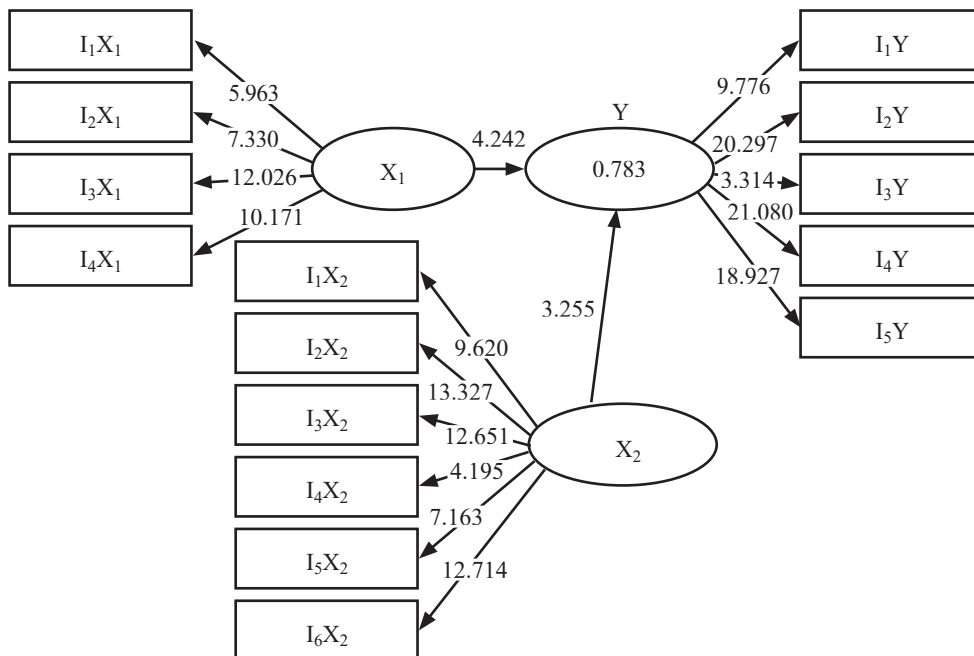 I₁X₁
I₂X₁
I₃X₁
I₄X₁
5.963
7.330
12.026
10.171
X₁
4.242
Y
0.783
9.776
20.297
3.314
21.080
18.927
I₁Y
I₂Y
I₃Y
I₄Y
I₅Y
3.255
I₁X₂
I₂X₂
I₃X₂
I₄X₂
I₅X₂
I₆X₂
9.620
13.327
12.651
4.195
7.163
12.714
X₂